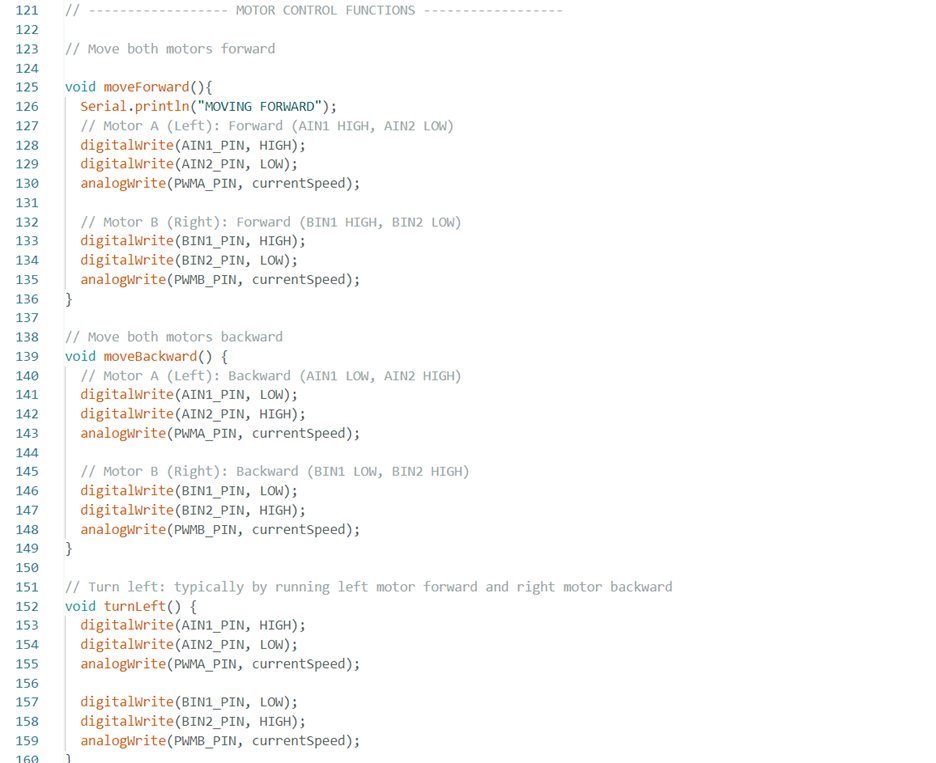 121 // ------------------ MOTOR CONTROL FUNCTIONS ------------------
122
123 // Move both motors forward
124
125 void moveForward(){
126   Serial.println("MOVING FORWARD");
127   // Motor A (Left): Forward (AIN1 HIGH, AIN2 LOW)
128   digitalWrite(AIN1_PIN, HIGH);
129   digitalWrite(AIN2_PIN, LOW);
130   analogWrite(PWMA_PIN, currentSpeed);
131
132   // Motor B (Right): Forward (BIN1 HIGH, BIN2 LOW)
133   digitalWrite(BIN1_PIN, HIGH);
134   digitalWrite(BIN2_PIN, LOW);
135   analogWrite(PWMB_PIN, currentSpeed);
136 }
137
138 // Move both motors backward
139 void moveBackward() {
140   // Motor A (Left): Backward (AIN1 LOW, AIN2 HIGH)
141   digitalWrite(AIN1_PIN, LOW);
142   digitalWrite(AIN2_PIN, HIGH);
143   analogWrite(PWMA_PIN, currentSpeed);
144
145   // Motor B (Right): Backward (BIN1 LOW, BIN2 HIGH)
146   digitalWrite(BIN1_PIN, LOW);
147   digitalWrite(BIN2_PIN, HIGH);
148   analogWrite(PWMB_PIN, currentSpeed);
149 }
150
151 // Turn left: typically by running left motor forward and right motor backward
152 void turnLeft() {
153   digitalWrite(AIN1_PIN, HIGH);
154   digitalWrite(AIN2_PIN, LOW);
155   analogWrite(PWMA_PIN, currentSpeed);
156
157   digitalWrite(BIN1_PIN, LOW);
158   digitalWrite(BIN2_PIN, HIGH);
159   analogWrite(PWMB_PIN, currentSpeed);
160 }